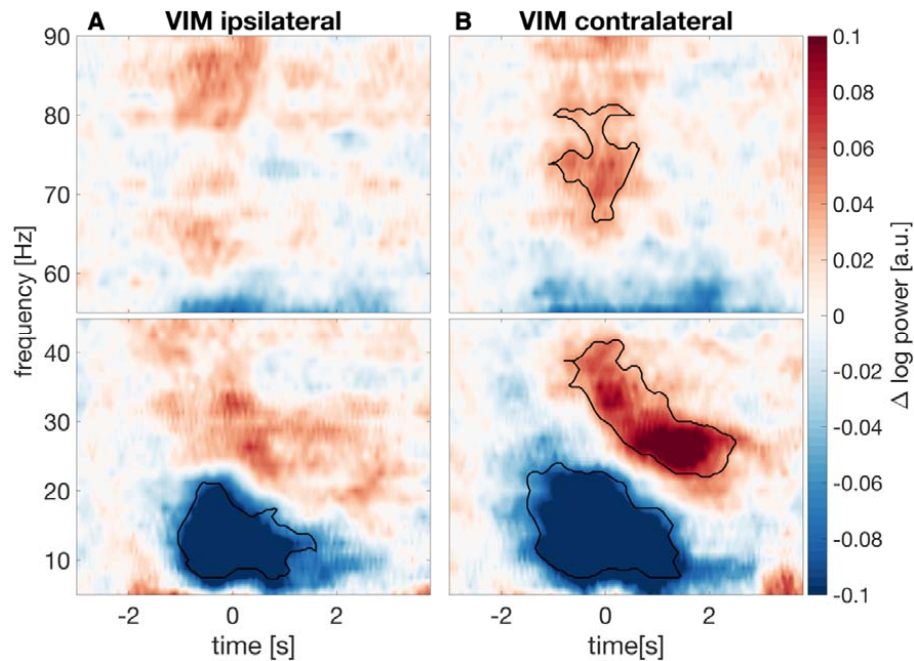 A VIM ipsilateral
B VIM contralateral
90
80
70
60
40
30
20
10
frequency [Hz]
-2 0 2
time [s]
-2 0 2
time[s]
0.1
0.08
0.06
0.04
0.02
0
-0.02
-0.04
-0.06
-0.08
-0.1
Δ log power [a.u.]